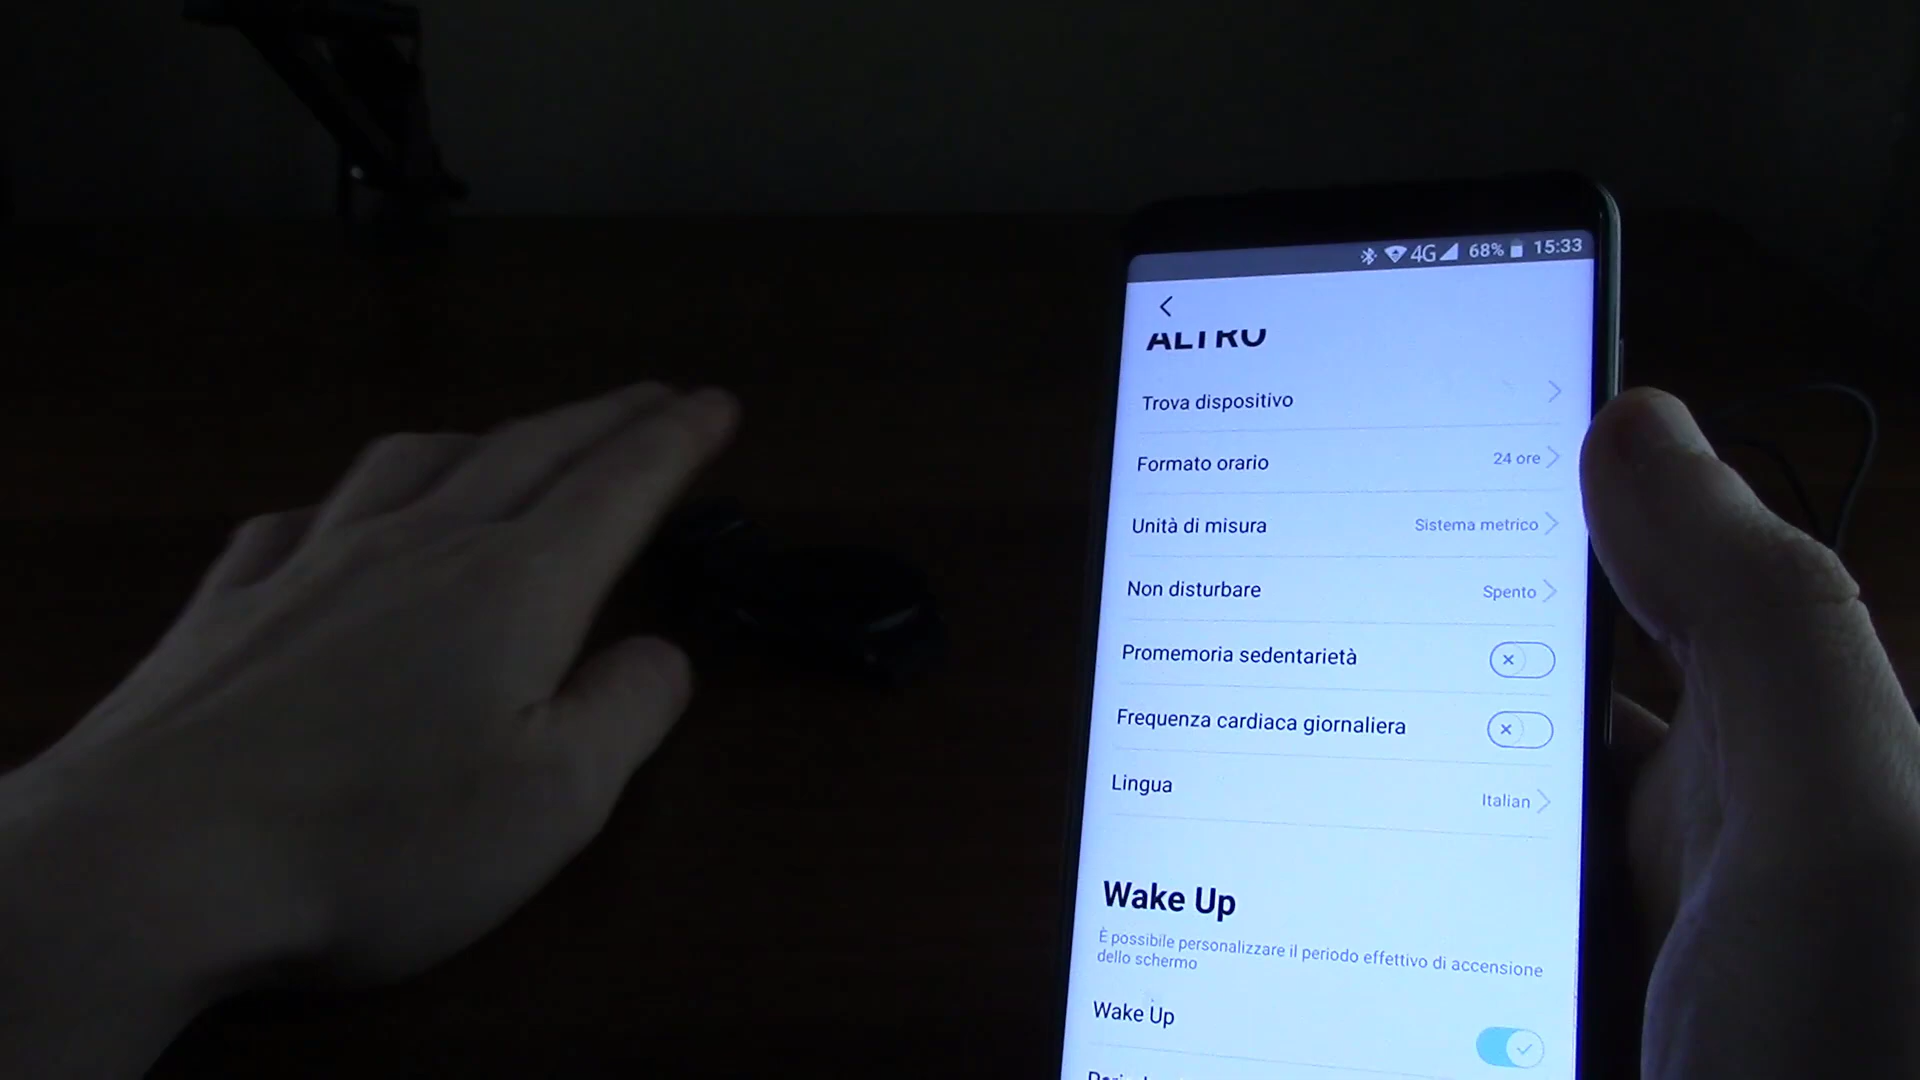 4G 68% 15:33
ALTRO
Trova dispositivo
Formato orario 24 ore
Unità di misura Sistema metrico
Non disturbare Spento
Promemoria sedentarietà
Frequenza cardiaca giornaliera
Lingua Italian
Wake Up
È possibile personalizzare il periodo effettivo di accensione
dello schermo
Wake Up